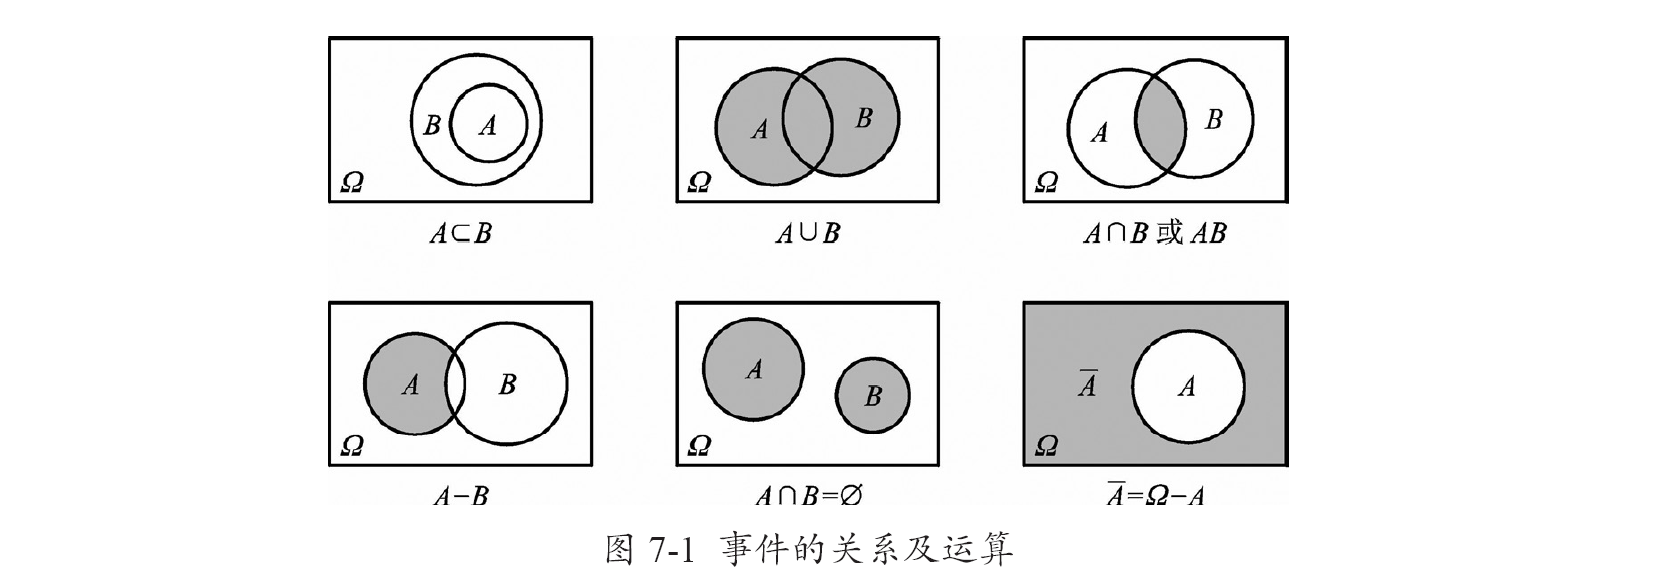 B A
Ω
A⊂B
A B
Ω
A∪B
A B
Ω
A∩B 或 AB
A B
Ω
A−B
A B
Ω
A∩B=∅
A̅ A
Ω
A̅=Ω−A
图 7-1 事件的关系及运算